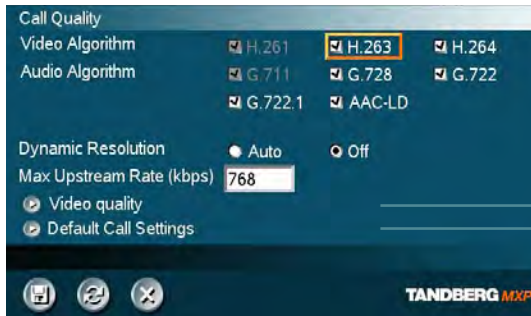 Call Quality
Video Algorithm H.261 H.263 H.264
Audio Algorithm G.711 G.728 G.722
G.722.1 AAC-LD
Dynamic Resolution Auto Off
Max Upstream Rate (kbps) 768
Video quality
Default Call Settings
TANDBERG MXP